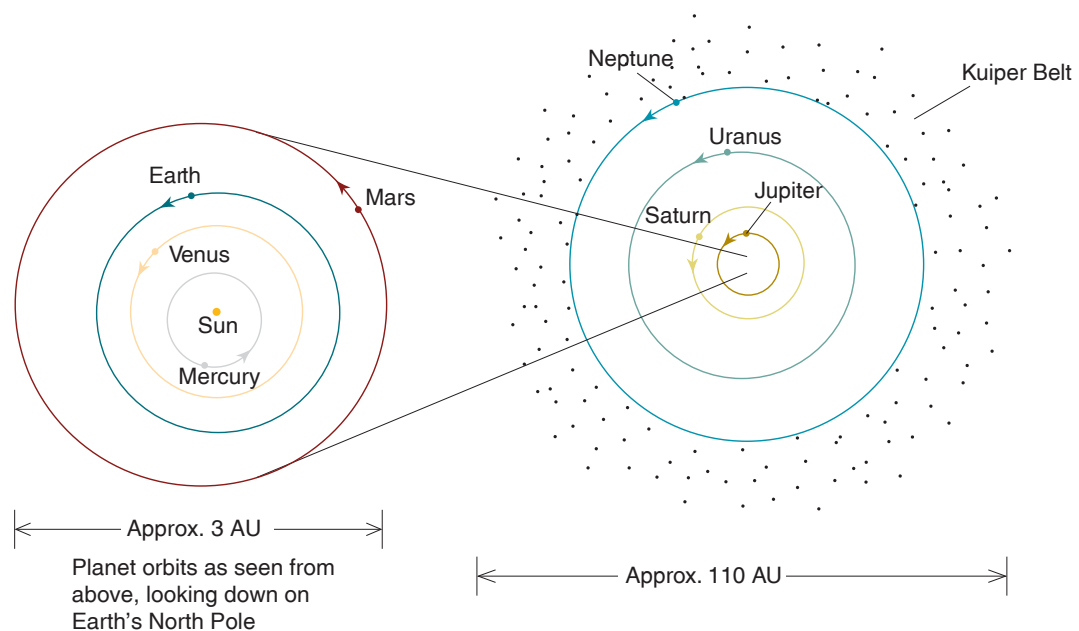 Neptune
Kuiper Belt
Uranus
Jupiter
Saturn
Earth
Mars
Venus
Sun
Mercury
Approx. 3 AU
Planet orbits as seen from
above, looking down on
Earth's North Pole
Approx. 110 AU